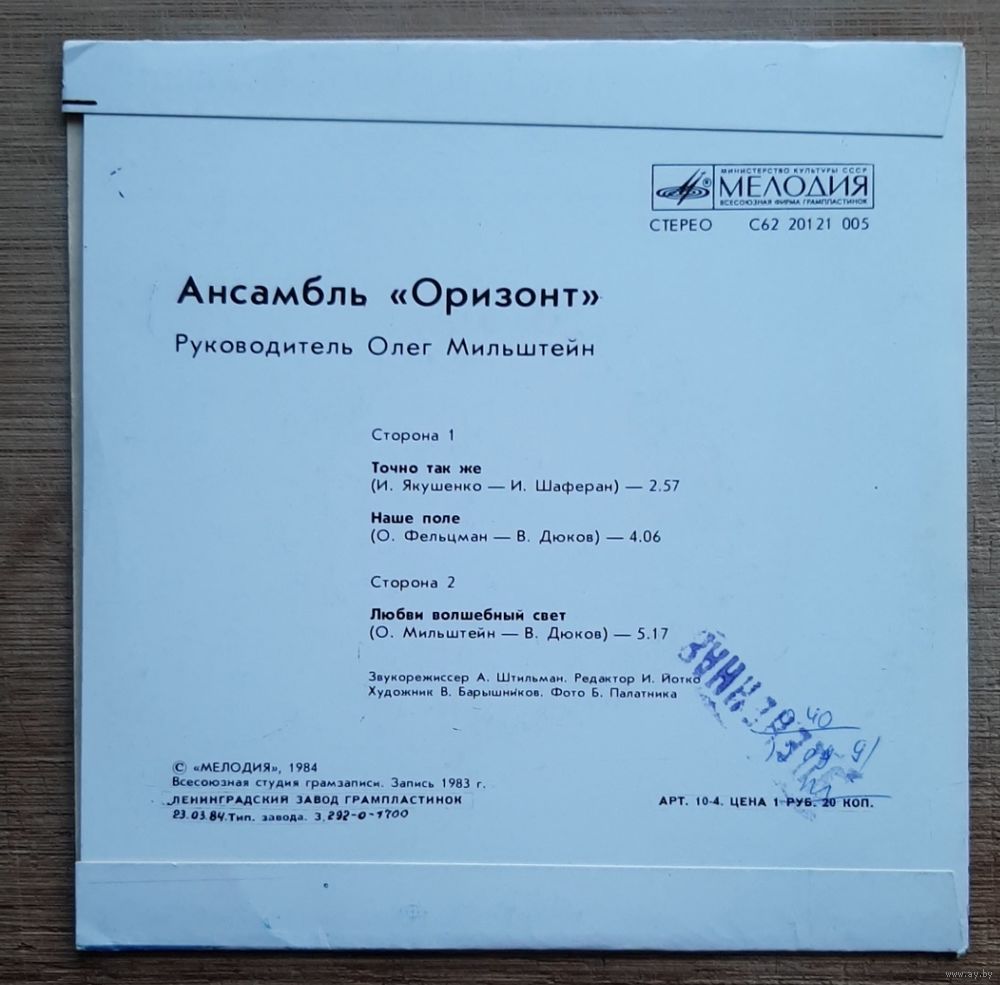 МИНИСТЕРСТВО КУЛЬТУРЫ СССР
МЕЛОДИЯ
ВСЕСОЮЗНАЯ ФИРМА ГРАМПЛАСТИНОК
СТЕРЕО С62 20121 005
Ансамбль «Оризонт»
Руководитель Олег Мильштейн
Сторона 1
Точно так же
(И. Якушенко — И. Шаферан) — 2.57
Наше поле
(О. Фельцман — В. Дюков) — 4.06
Сторона 2
Любви волшебный свет
(О. Мильштейн — В. Дюков) — 5.17
Звукорежиссер А. Штильман. Редактор И. Йотко
Художник В. Барышников. Фото Б. Палатника
© «МЕЛОДИЯ», 1984
Всесоюзная студия грамзаписи. Запись 1983 г.
ЛЕНИНГРАДСКИЙ ЗАВОД ГРАМПЛАСТИНОК
23.03.84. Тип. завода. З. 292-0-1700
АРТ. 10-4. ЦЕНА 1 РУБ. 20 КОП.
www.ay.by